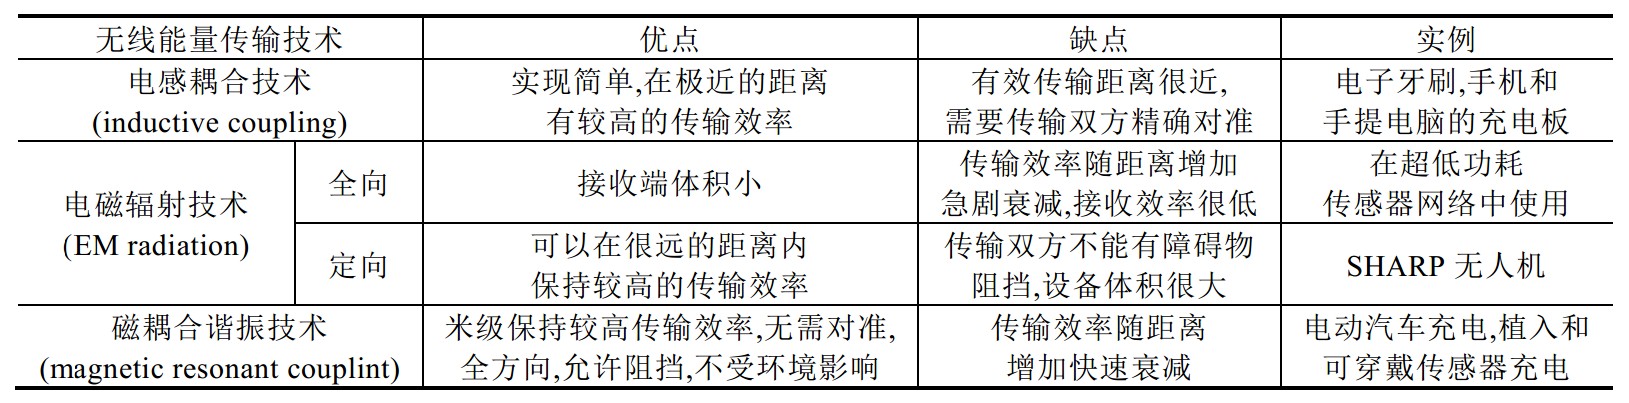 无线能量传输技术 优点 缺点 实例
电感耦合技术
(inductive coupling)
实现简单,在极近的距离
有较高的传输效率
有效传输距离很近,
需要传输双方精确对准
电子牙刷,手机和
手提电脑的充电板
电磁辐射技术
(EM radiation)
全向
接收端体积小
传输效率随距离增加
急剧衰减,接收效率很低
在超低功耗
传感器网络中使用
定向
可以在很远的距离内
保持较高的传输效率
传输双方不能有障碍物
阻挡,设备体积很大
SHARP 无人机
磁耦合谐振技术
(magnetic resonant couplint)
米级保持较高传输效率,无需对准,
全方向,允许阻挡,不受环境影响
传输效率随距离
增加快速衰减
电动汽车充电,植入和
可穿戴传感器充电